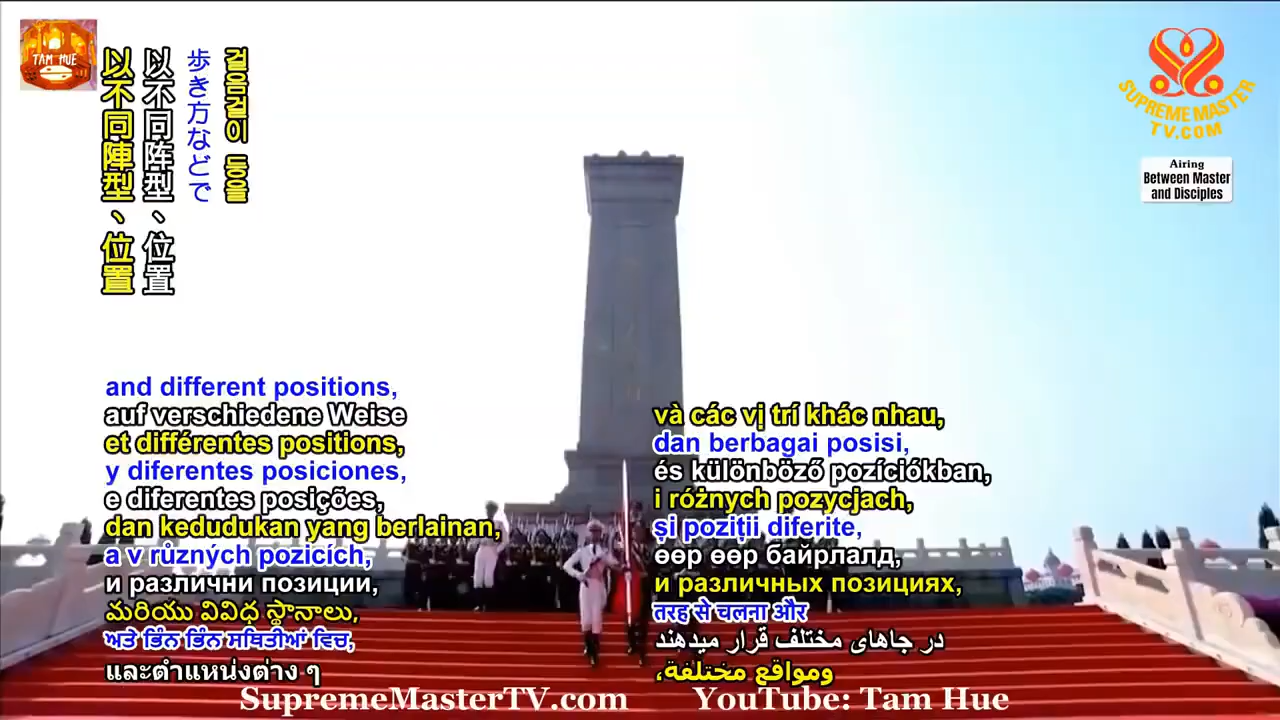 TAM HUE
以不同陣型、位置
以不同阵型、位置
歩き方などで
걸음걸이 등을
SUPREME MASTER
TV.COM
Airing
Between Master
and Disciples
and different positions,
auf verschiedene Weise
et différentes positions,
y diferentes posiciones,
e diferentes posições,
dan kedudukan yang berlainan,
a v různých pozicích,
и различни позиции,
మరియు వివిధ స్థానాలు,
ਅਤੇ ਭਿੰਨ ਭਿੰਨ ਸਥਿਤੀਆਂ ਵਿਚ,
และตำแหน่งต่าง ๆ
và các vị trí khác nhau,
dan berbagai posisi,
és különböző pozíciókban,
i różnych pozycjach,
și poziții diferite,
өөр өөр байрлалд,
и различных позициях,
तरह से चलना और
در جاهای مختلف قرار میدهند
ومواقع مختلفة،
SupremeMasterTV.com
YouTube: Tam Hue